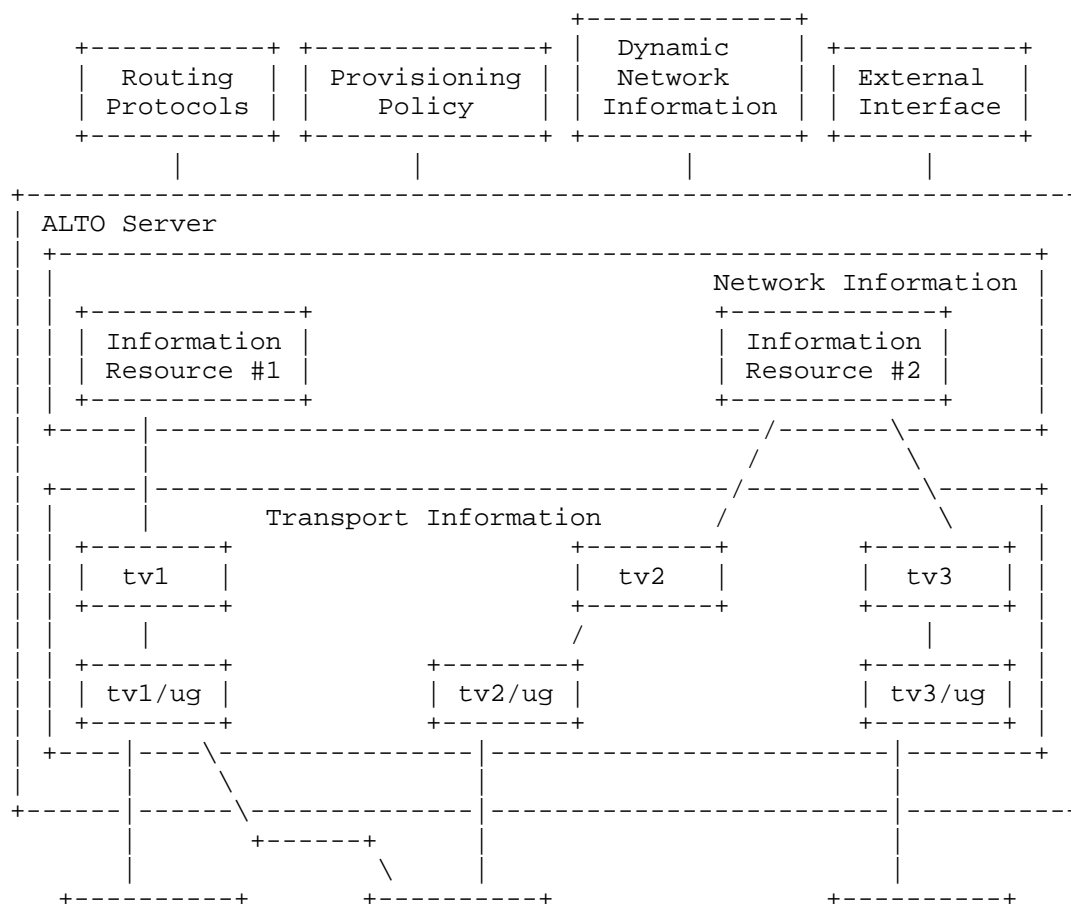 Dynamic
Routing Provisioning Network External
Protocols Policy Information Interface
ALTO Server
Network Information
Information Information
Resource #1 Resource #2
Transport Information
tv1 tv2 tv3
tv1/ug tv2/ug tv3/ug